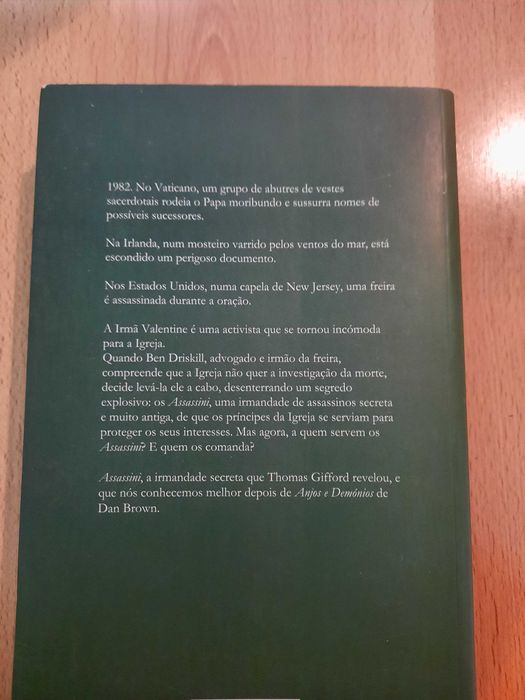 1982. No Vaticano, um grupo de abutres de vestes
sacerdotais rodeia o Papa moribundo e sussurra nomes de
possíveis sucessores.
Na Irlanda, num mosteiro varrido pelos ventos do mar, está
escondido um perigoso documento.
Nos Estados Unidos, numa capela de New Jersey, uma freira
é assassinada durante a oração.
A Irmã Valentine é uma activista que se tornou incómoda
para a Igreja.
Quando Ben Driskill, advogado e irmão da freira,
compreende que a Igreja não quer a investigação da morte,
decide levá-la ele a cabo, desenterrando um segredo
explosivo: os Assassini, uma irmandade de assassinos secreta
e muito antiga, de que os príncipes da Igreja se serviam para
proteger os seus interesses. Mas agora, a quem servem os
Assassini? E quem os comanda?
Assassini, a irmandade secreta que Thomas Gifford revelou, e
que nós conhecemos melhor depois de Anjos e Demónios de
Dan Brown.